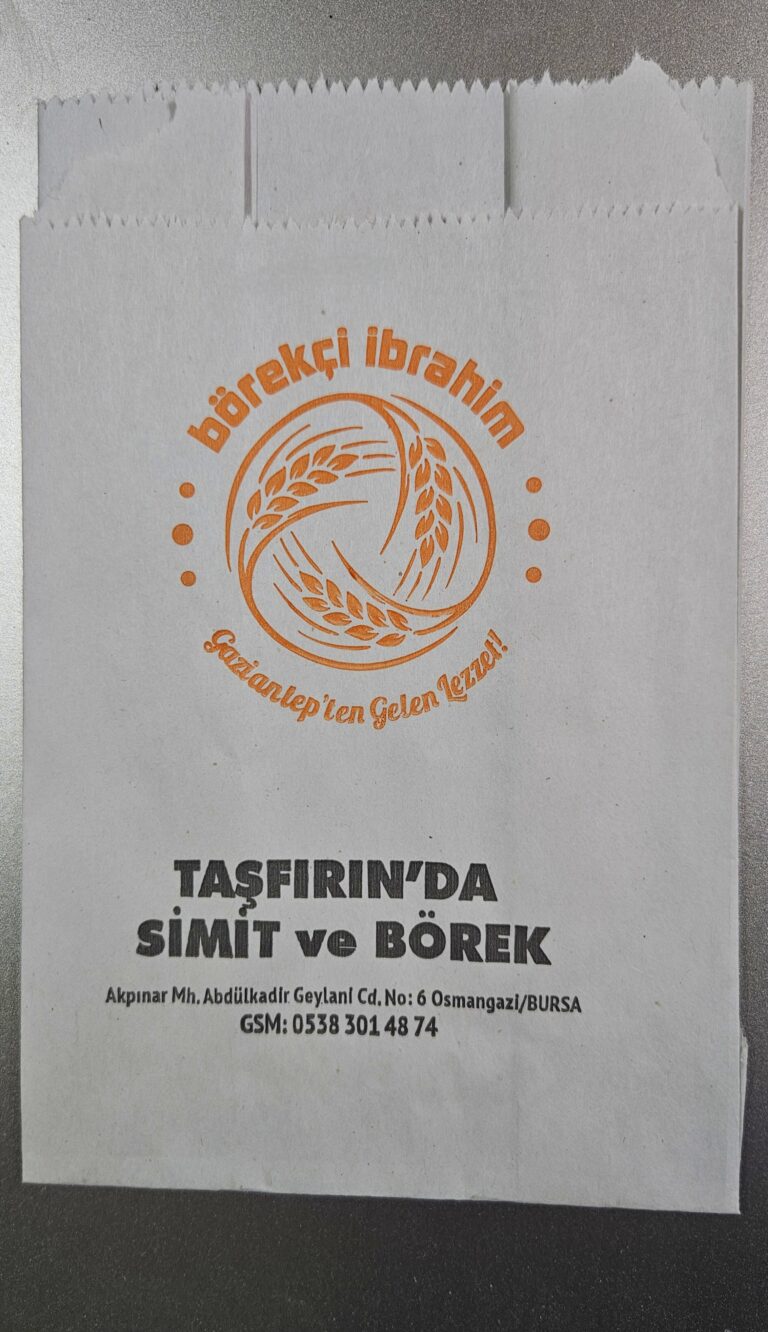 börekçi ibrahim
Gaziantep'ten Gelen Lezzet!
TAŞFIRIN'DA
SİMİT ve BÖREK
Akpınar Mh. Abdülkadir Geylani Cd. No: 6 Osmangazi/BURSA
GSM: 0538 301 48 74